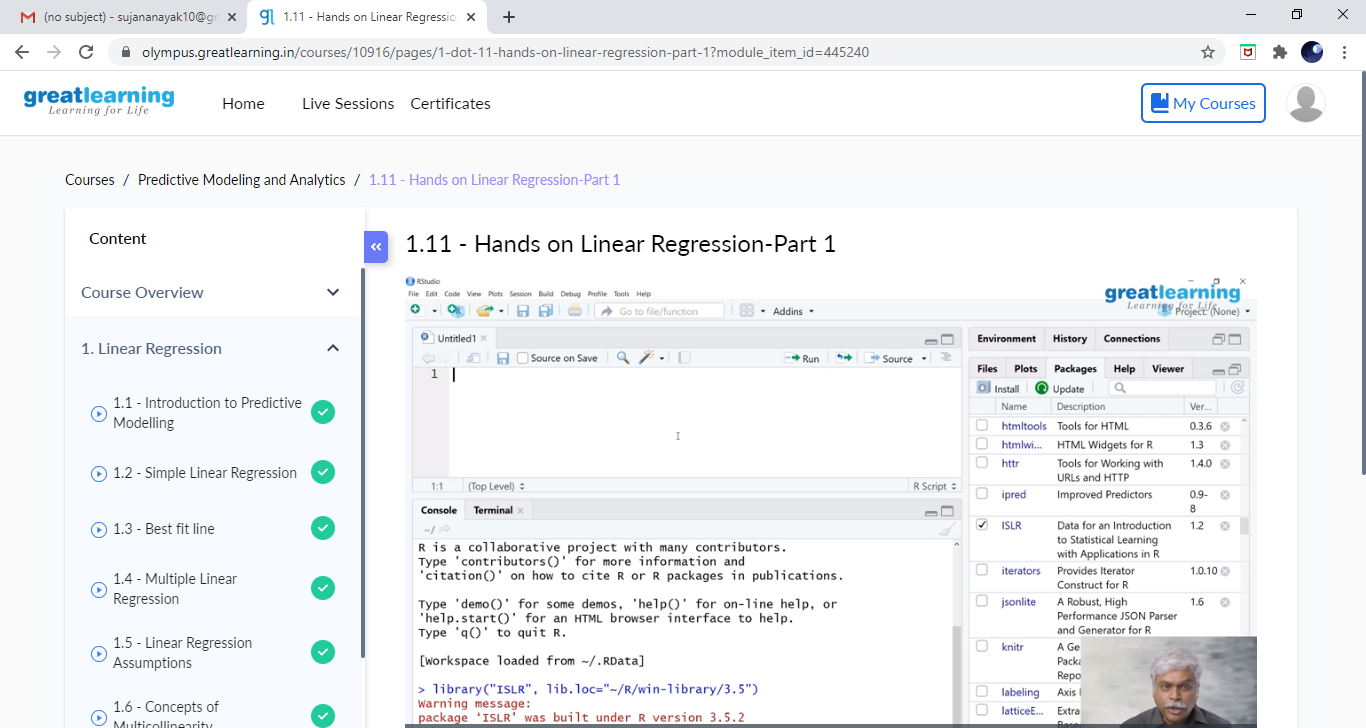 (no subject) - sujananayak10@gr
1.11 - Hands on Linear Regressio
olympus.greatlearning.in/courses/10916/pages/1-dot-11-hands-on-linear-regression-part-1?module_item_id=445240
greatlearning
Learning for Life
Home
Live Sessions
Certificates
My Courses
Courses / Predictive Modeling and Analytics / 1.11 - Hands on Linear Regression-Part 1
Content
Course Overview
1. Linear Regression
1.1 - Introduction to Predictive
Modelling
1.2 - Simple Linear Regression
1.3 - Best fit line
1.4 - Multiple Linear
Regression
1.5 - Linear Regression
Assumptions
1.6 - Concepts of
Multicollinearity
«
1.11 - Hands on Linear Regression-Part 1
RStudio
File Edit Code View Plots Session Build Debug Profile Tools Help
greatlearning
Learning for Life
Go to file/function
Addins
Project: (None)
Untitled1
Source on Save
Run
Source
1
1:1
(Top Level)
R Script
Console
Terminal
~/
R is a collaborative project with many contributors.
Type 'contributors()' for more information and
'citation()' on how to cite R or R packages in publications.
Type 'demo()' for some demos, 'help()' for on-line help, or
'help.start()' for an HTML browser interface to help.
Type 'q()' to quit R.
[Workspace loaded from ~/.RData]
> library("ISLR", lib.loc="~/R/win-library/3.5")
Warning message:
package 'ISLR' was built under R version 3.5.2
Environment History Connections
Files Plots Packages Help Viewer
Install
Update
Name Description Ver...
htmltools Tools for HTML 0.3.6
htmlwi... HTML Widgets for R 1.3
httr Tools for Working with 1.4.0
URLs and HTTP
ipred Improved Predictors 0.9-
8
ISLR Data for an Introduction 1.2
to Statistical Learning
with Applications in R
iterators Provides Iterator 1.0.10
Construct for R
jsonlite A Robust, High 1.6
Performance JSON Parser
and Generator for R
knitr A Ge
Packa
Repo
labeling Axis
latticeE... Extra